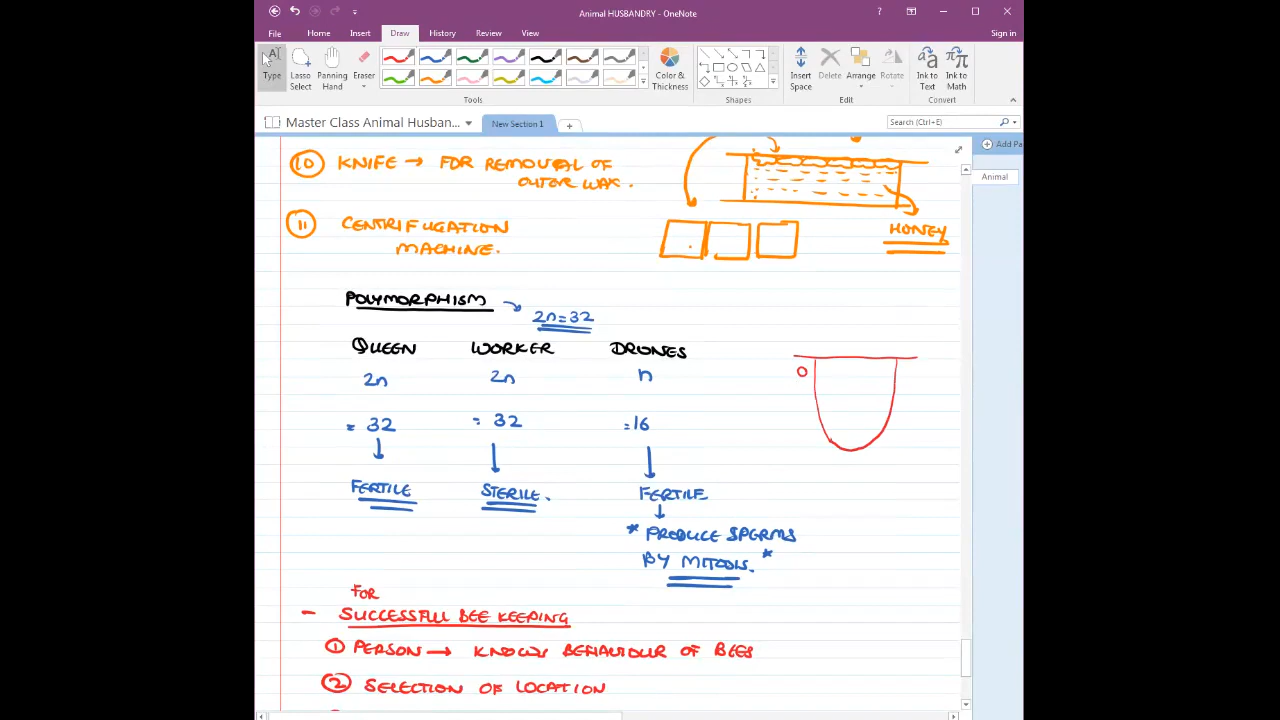 Animal HUSBANDRY - OneNote
File Home Insert Draw History Review View Sign in
Type
Lasso Select
Panning Hand
Eraser
Color & Thickness
Insert Space
Delete
Arrange
Rotate
Ink to Text
Ink to Math
Tools Shapes Edit Convert
Master Class Animal Husban... New Section 1 Search (Ctrl+E)
Add Pa
Animal
10 KNIFE → FOR REMOVAL OF
OUTER WAX.
11 CENTRIFUGATION
MACHINE.
HONEY
POLYMORPHISM
2n=32
QUEEN WORKER DRONES
2n 2n n
= 32 = 32 =16
FERTILE STERILE. FERTILE
* PRODUCE SPERMS
BY MITOSIS. *
FOR
- SUCCESSFULL BEE KEEPING
1 PERSON → KNOWS BEHAVIOUR OF BEES
2 SELECTION OF LOCATION